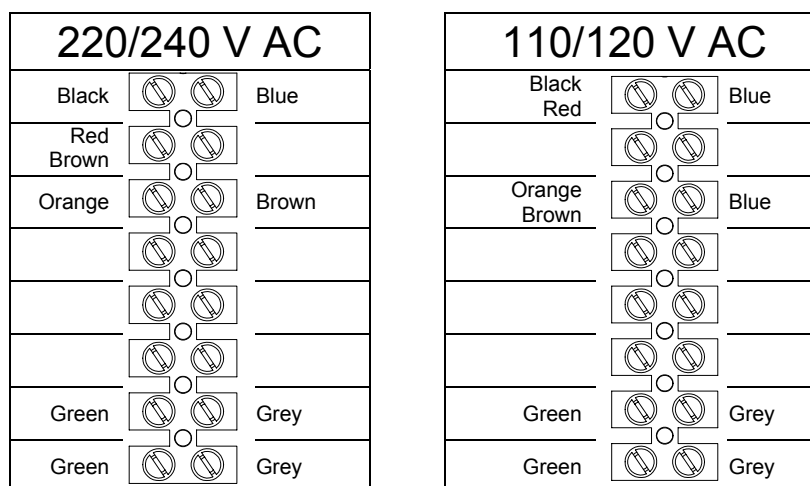 220/240 V AC
Black Blue
Red
Brown
Orange Brown
Green Grey
Green Grey
110/120 V AC
Black
Red Blue
Orange
Brown Blue
Green Grey
Green Grey